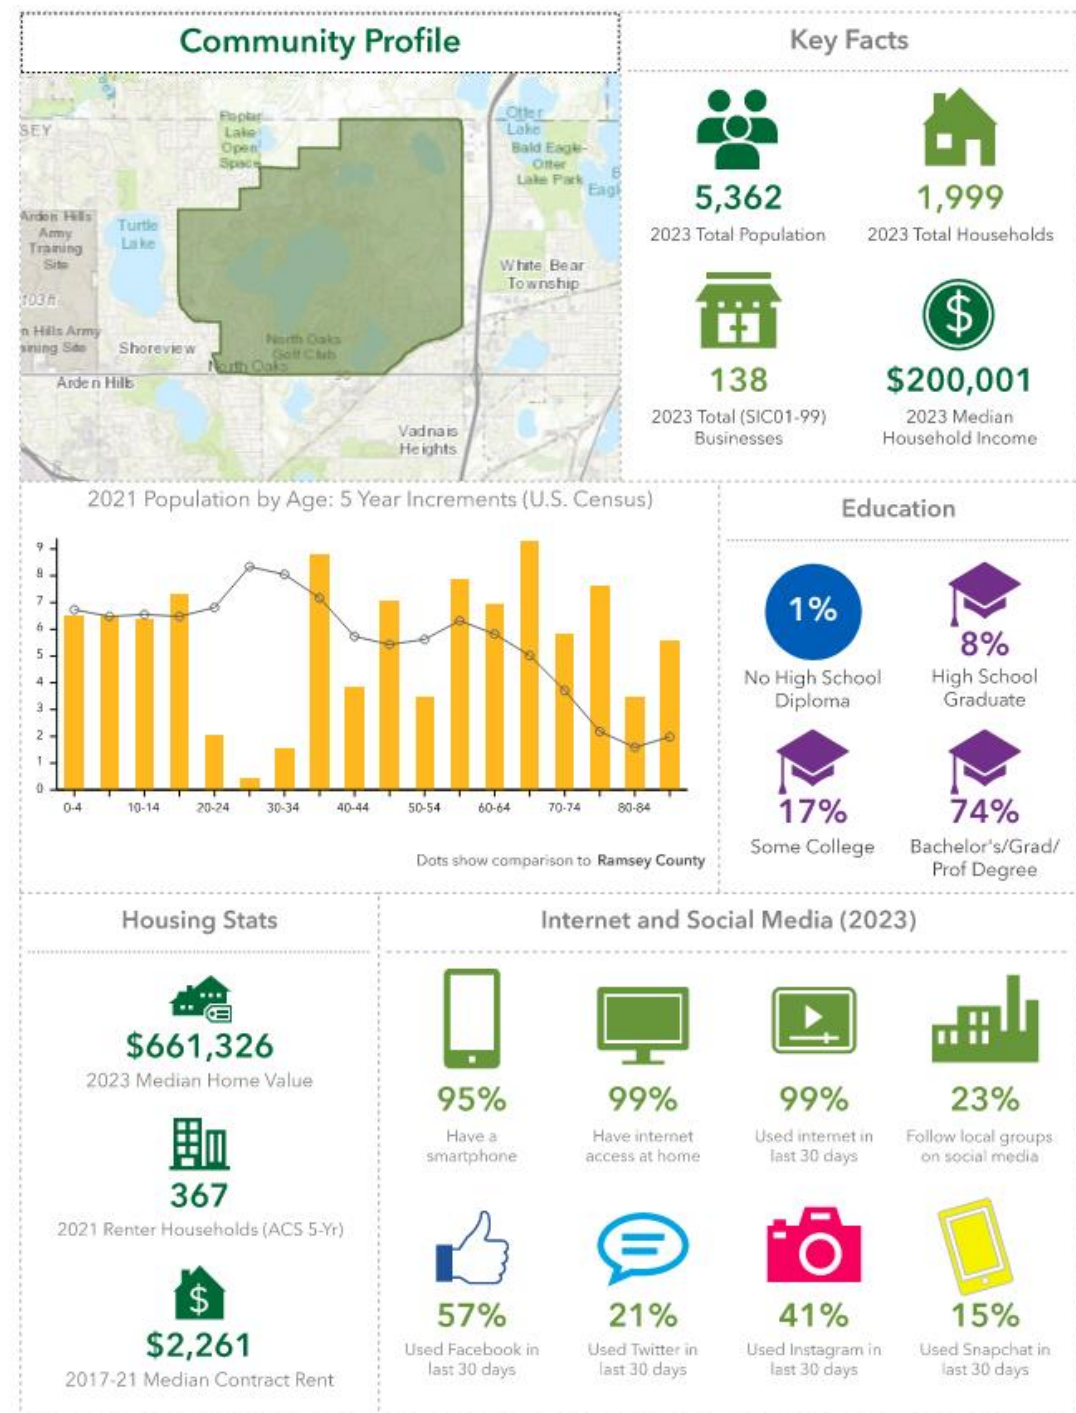 Community Profile
SEY
Poplar
Lake
Open
Space
Otter
Lake
Bald Eagle-
Otter
Lake Park
Eagl
Arden Hills
Army
Training
Site
Turtle
Lake
White Bear
Township
103 ft
n Hills Army
Site
Shoreview
North Oaks
Golf Club
North Oaks
Arden Hills
Vadnais
Heights
Key Facts
5,362
2023 Total Population
1,999
2023 Total Households
138
2023 Total (SIC01-99)
Businesses
$200,001
2023 Median
Household Income
2021 Population by Age: 5 Year Increments (U.S. Census)
9
8
7
6
5
4
3
2
1
0
0-4 10-14 20-24 30-34 40-44 50-54 60-64 70-74 80-84
Dots show comparison to Ramsey County
Education
1%
No High School
Diploma
8%
High School
Graduate
17%
Some College
74%
Bachelor's/Grad/
Prof Degree
Housing Stats
$661,326
2023 Median Home Value
367
2021 Renter Households (ACS 5-Yr)
$
$2,261
2017-21 Median Contract Rent
Internet and Social Media (2023)
95%
Have a
smartphone
99%
Have internet
access at home
99%
Used internet in
last 30 days
23%
Follow local groups
on social media
57%
Used Facebook in
last 30 days
21%
Used Twitter in
last 30 days
41%
Used Instagram in
last 30 days
15%
Used Snapchat in
last 30 days